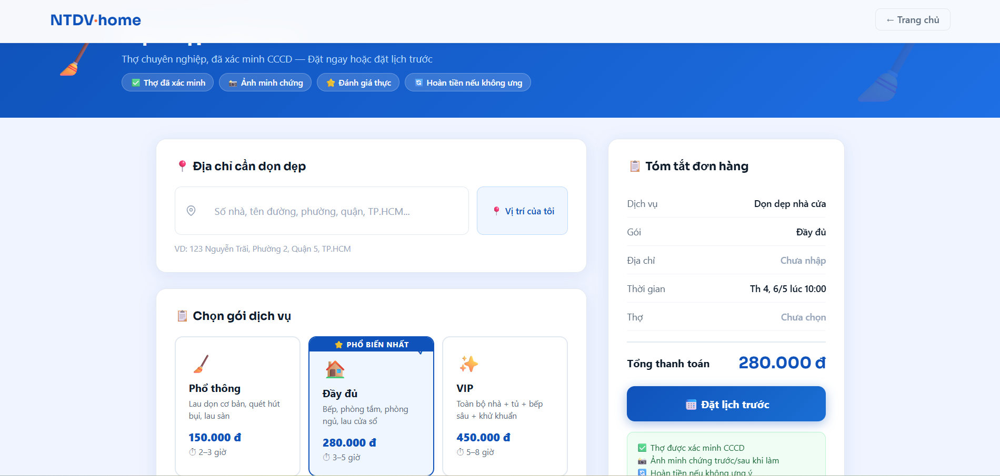 NTDV·home
← Trang chủ
Thợ chuyên nghiệp, đã xác minh CCCD — Đặt ngay hoặc đặt lịch trước
✅ Thợ đã xác minh
📸 Ảnh minh chứng
⭐ Đánh giá thực
🔄 Hoàn tiền nếu không ưng
📍 Địa chỉ cần dọn dẹp
Số nhà, tên đường, phường, quận, TP.HCM...
📍 Vị trí của tôi
VD: 123 Nguyễn Trãi, Phường 2, Quận 5, TP.HCM
📋 Chọn gói dịch vụ
Phổ thông
Lau dọn cơ bản, quét hút
bụi, lau sàn
150.000 đ
⏱ 2–3 giờ
⭐ PHỔ BIẾN NHẤT
Đầy đủ
Bếp, phòng tắm, phòng
ngủ, lau cửa sổ
280.000 đ
⏱ 3–5 giờ
VIP
Toàn bộ nhà + tủ + bếp
sâu + khử khuẩn
450.000 đ
⏱ 5–8 giờ
📋 Tóm tắt đơn hàng
Dịch vụ Dọn dẹp nhà cửa
Gói Đầy đủ
Địa chỉ Chưa nhập
Thời gian Th 4, 6/5 lúc 10:00
Thợ Chưa chọn
Tổng thanh toán 280.000 đ
📅 Đặt lịch trước
✅ Thợ được xác minh CCCD
📸 Ảnh minh chứng trước/sau khi làm
🔄 Hoàn tiền nếu không ưng ý